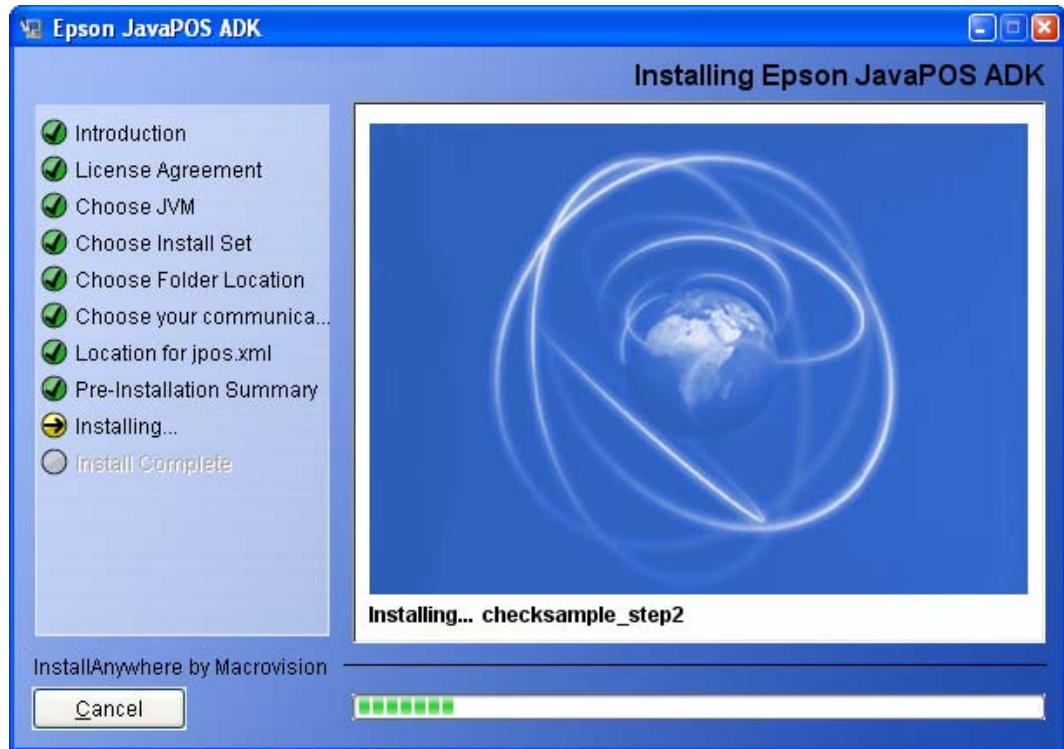 Epson JavaPOS ADK
Installing Epson JavaPOS ADK
Introduction
License Agreement
Choose JVM
Choose Install Set
Choose Folder Location
Choose your communica...
Location for jpos.xml
Pre-Installation Summary
Installing...
Install Complete
Installing... checksample_step2
InstallAnywhere by Macrovision
Cancel